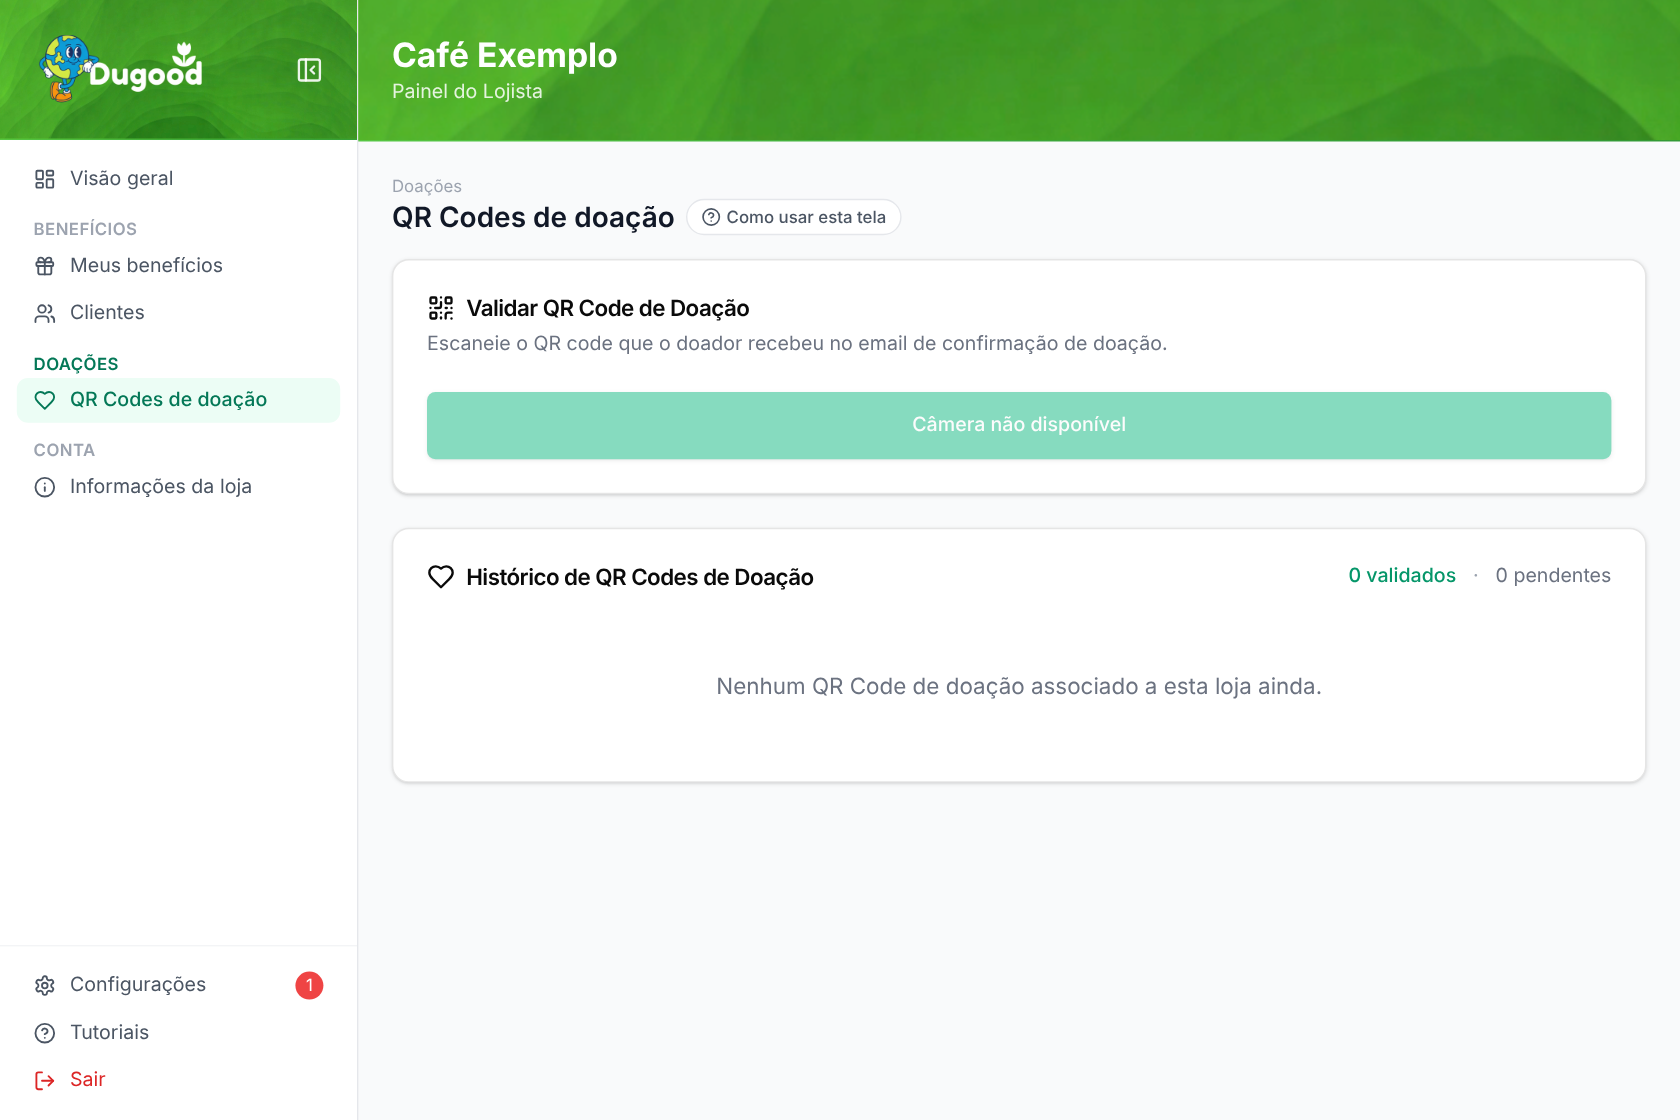 Dugood
Café Exemplo
Painel do Lojista
Visão geral
BENEFÍCIOS
Meus benefícios
Clientes
DOAÇÕES
QR Codes de doação
CONTA
Informações da loja
Configurações
1
Tutoriais
Sair
Doações
QR Codes de doação
Como usar esta tela
Validar QR Code de Doação
Escaneie o QR code que o doador recebeu no email de confirmação de doação.
Câmera não disponível
Histórico de QR Codes de Doação
0 validados · 0 pendentes
Nenhum QR Code de doação associado a esta loja ainda.